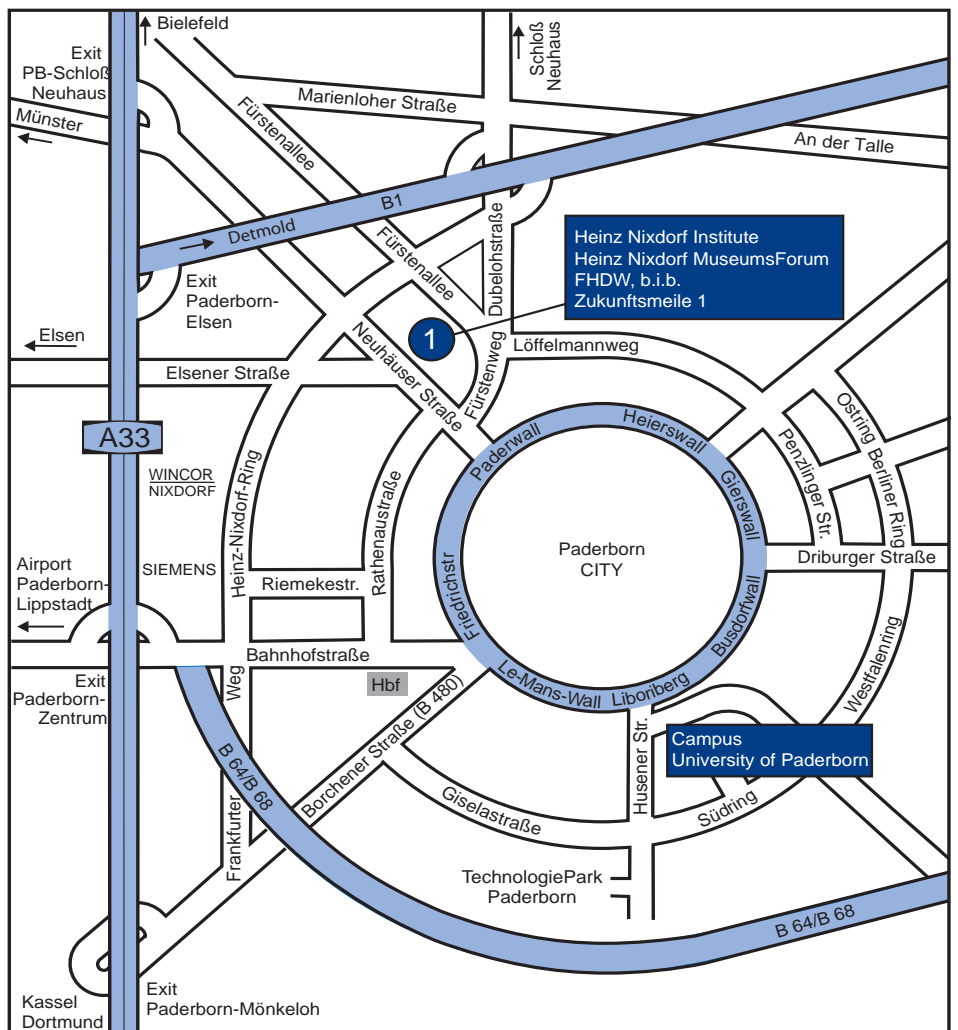 Bielefeld
Exit
PB-Schloß
Neuhaus
Schloß
Neuhaus
Münster
Marienloher Straße
Fürstenallee
An der Talle
B1
Detmold
Dubelohstraße
Fürstenallee
Heinz Nixdorf Institute
Heinz Nixdorf MuseumsForum
FHDW, b.i.b.
Zukunftsmeile 1
Exit
Paderborn-
Elsen
Elsen
1
Neuhäuser Straße
Löffelmannweg
Elsener Straße
Fürstenweg
Ostring
A33
Paderwall
Heierswall
Penzlinger Str.
Berliner Ring
WINCOR
NIXDORF
Heinz-Nixdorf-Ring
Rathenaustraße
Gierswall
Paderborn
CITY
Driburger Straße
Airport
Paderborn-
Lippstadt
SIEMENS
Riemekestr.
Friedrichstr
Busdorfwall
Bahnhofstraße
Westfalenring
Exit
Paderborn-
Zentrum
Weg
Hbf
Le-Mans-Wall
Liboriberg
Campus
University of Paderborn
Husener Str.
B 64/B 68
Borchener Straße (B 480)
Giselastraße
Südring
Frankfurter
TechnologiePark
Paderborn
B 64/B 68
Kassel
Dortmund
Exit
Paderborn-Mönkeloh